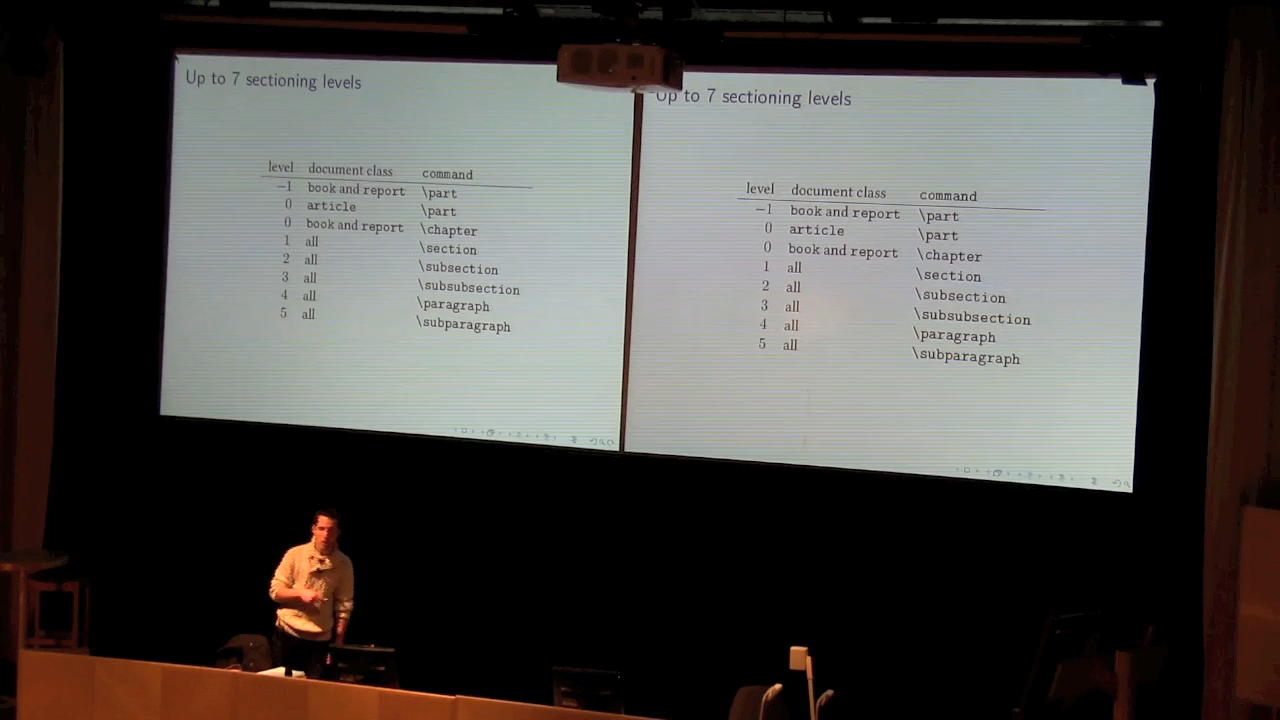 Up to 7 sectioning levels
level document class command
−1 book and report \part
0 article \part
0 book and report \chapter
1 all \section
2 all \subsection
3 all \subsubsection
4 all \paragraph
5 all \subparagraph
Up to 7 sectioning levels
level document class command
−1 book and report \part
0 article \part
0 book and report \chapter
1 all \section
2 all \subsection
3 all \subsubsection
4 all \paragraph
5 all \subparagraph